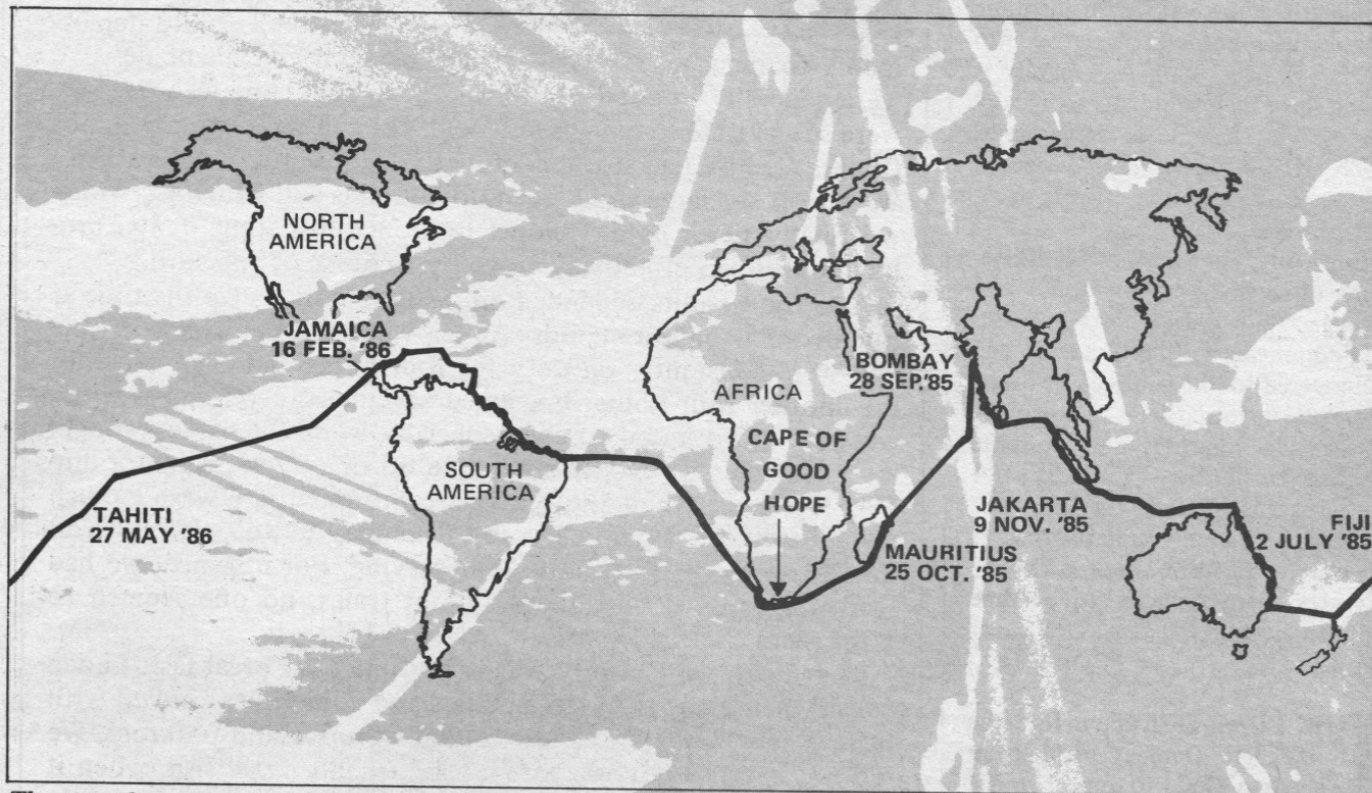 NORTH
AMERICA
JAMAICA
16 FEB. '86
TAHITI
27 MAY '86
SOUTH
AMERICA
AFRICA
CAPE OF
GOOD
HOPE
BOMBAY
28 SEP.'85
MAURITIUS
25 OCT. '85
JAKARTA
9 NOV. '85
FIJI
2 JULY '85